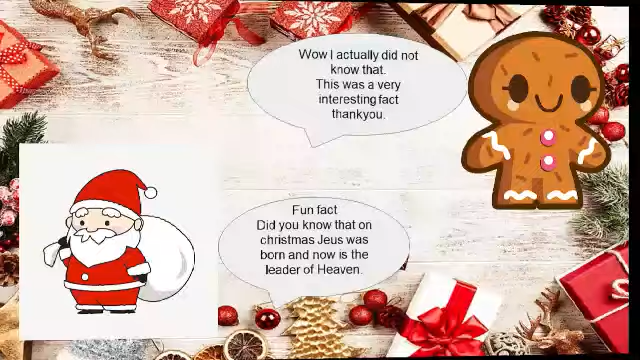 Wow I actually did not
know that.
This was a very
interesting fact
thankyou.
Fun fact
Did you know that on
christmas Jeus was
born and now is the
leader of Heaven.